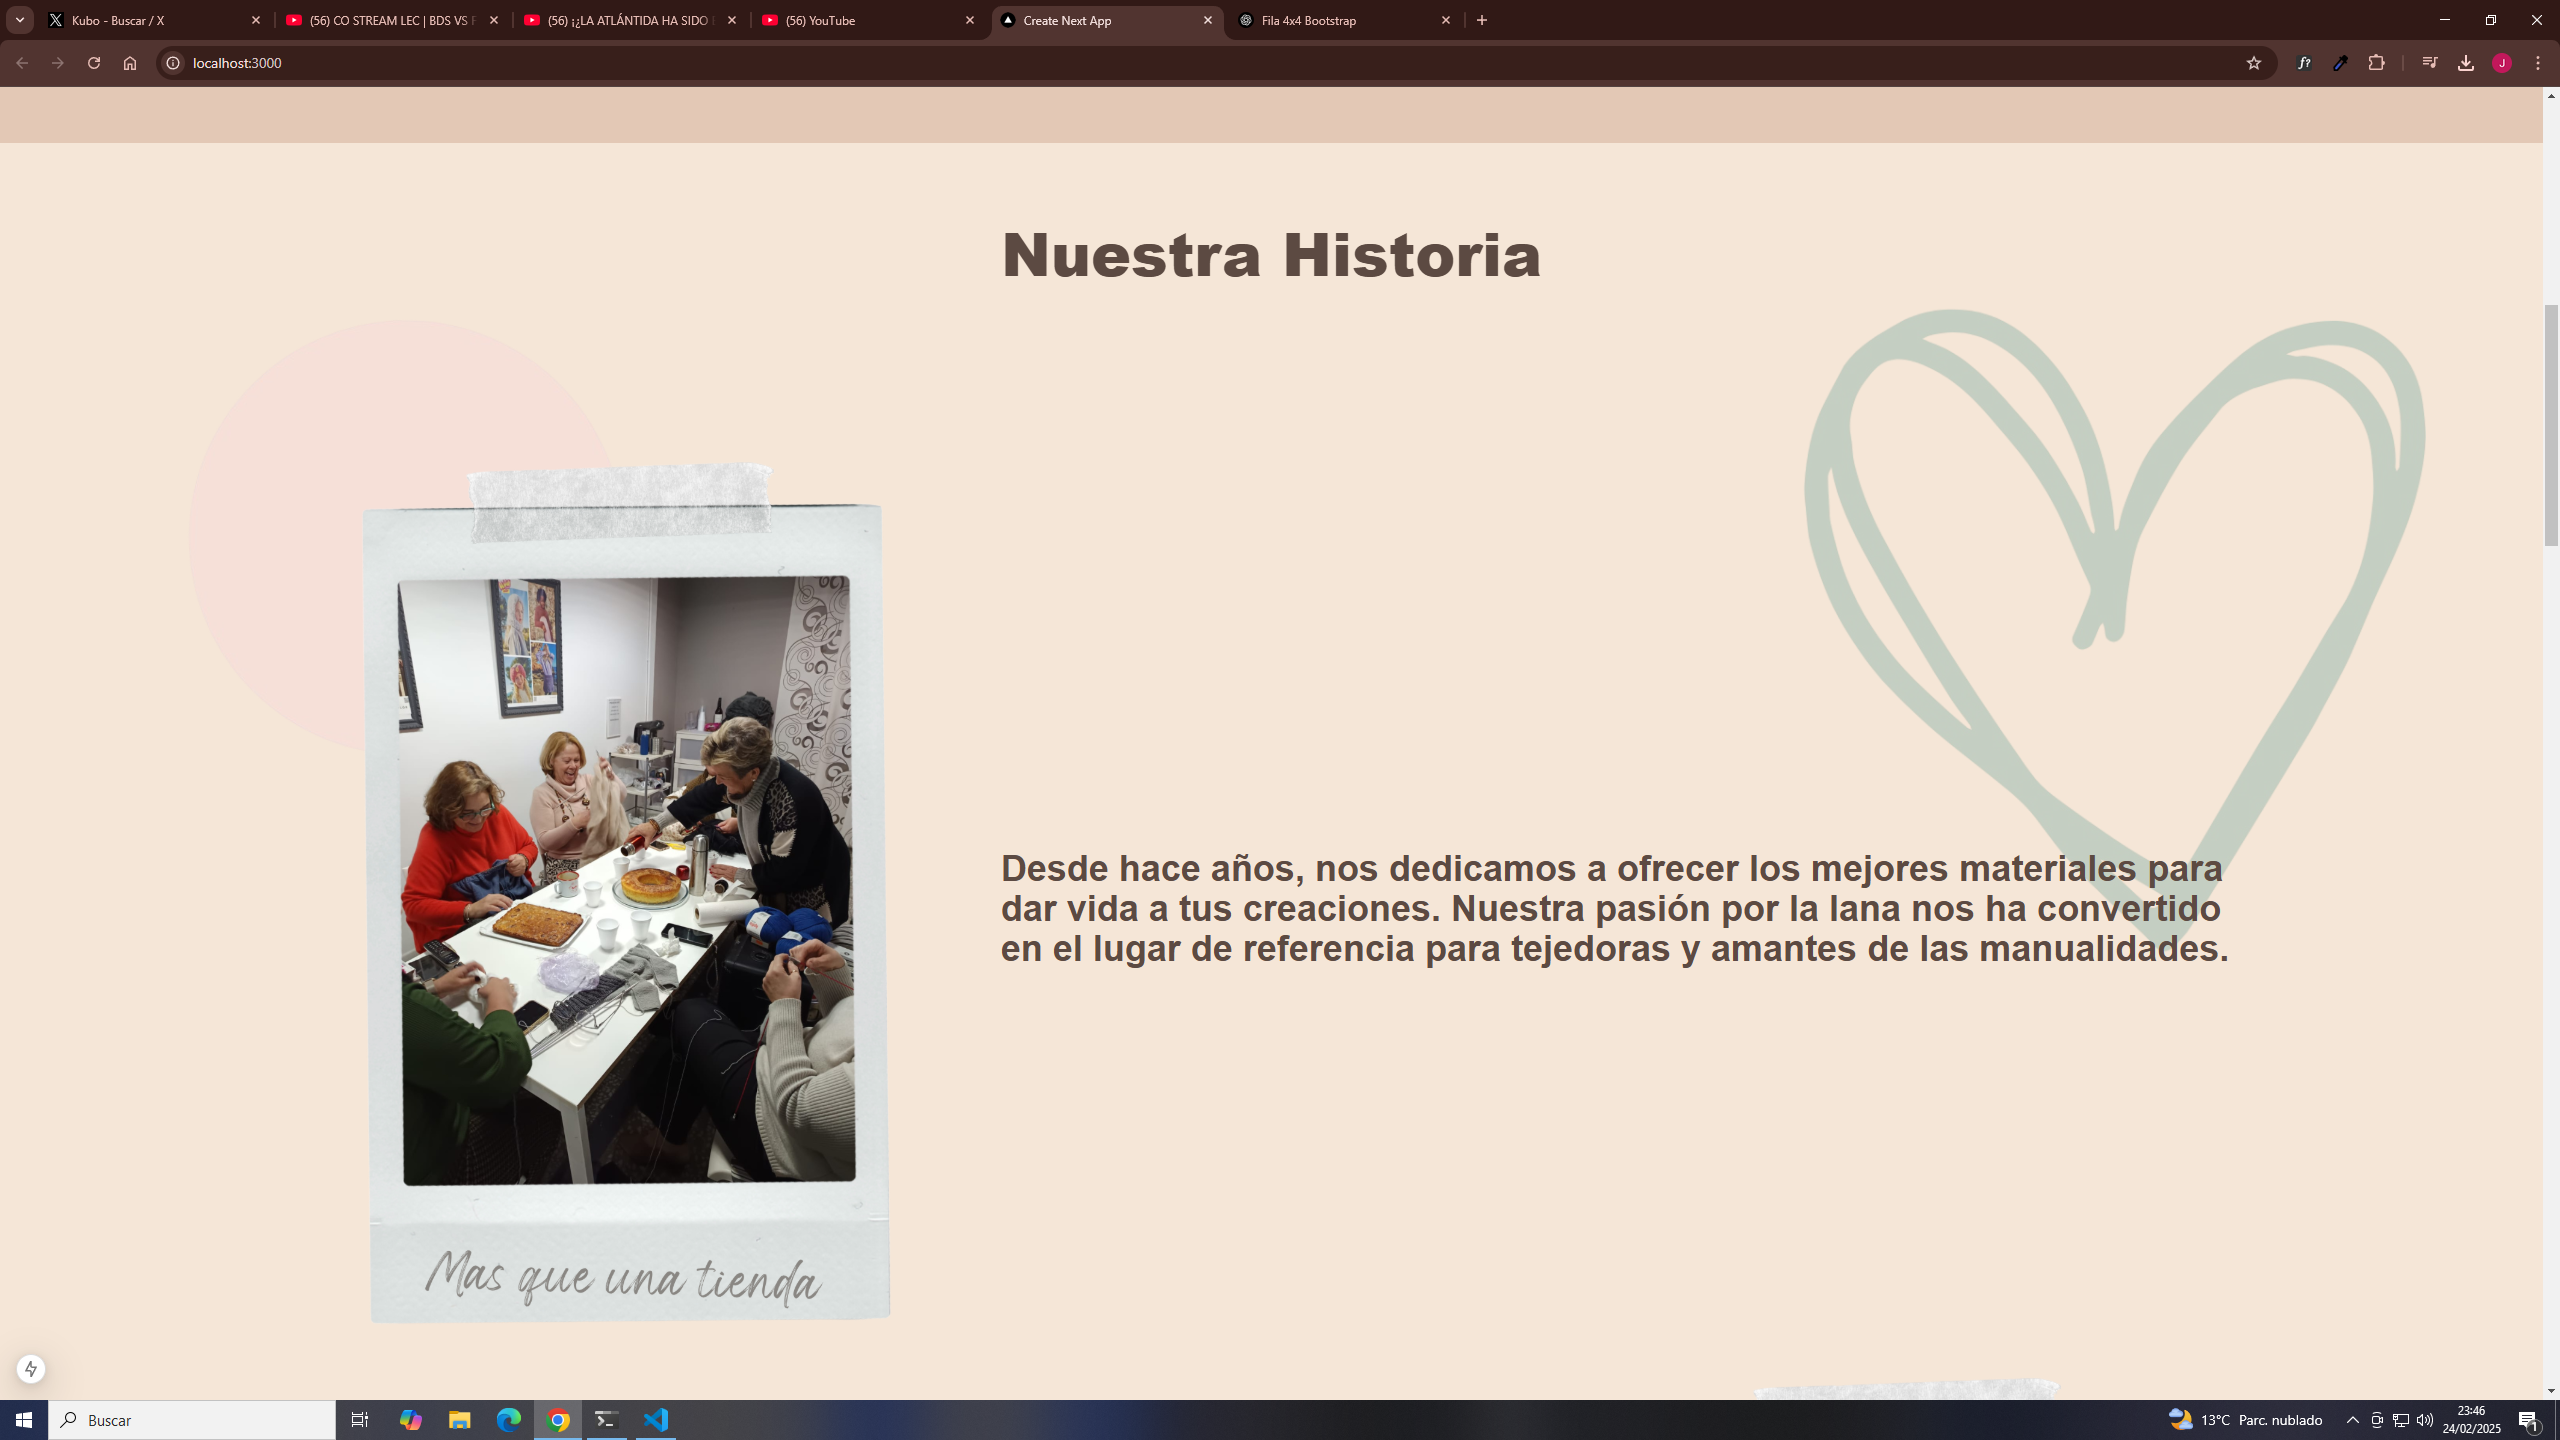 Kubo - Buscar / X
(56) CO STREAM LEC | BDS VS F
(56) ¡¿LA ATLÁNTIDA HA SIDO
(56) YouTube
Create Next App
Fila 4x4 Bootstrap
localhost:3000
J
Nuestra Historia
Desde hace años, nos dedicamos a ofrecer los mejores materiales para
dar vida a tus creaciones. Nuestra pasión por la lana nos ha convertido
en el lugar de referencia para tejedoras y amantes de las manualidades.
Mas que una tienda
Buscar
13°C Parc. nublado
23:46
24/02/2025
1